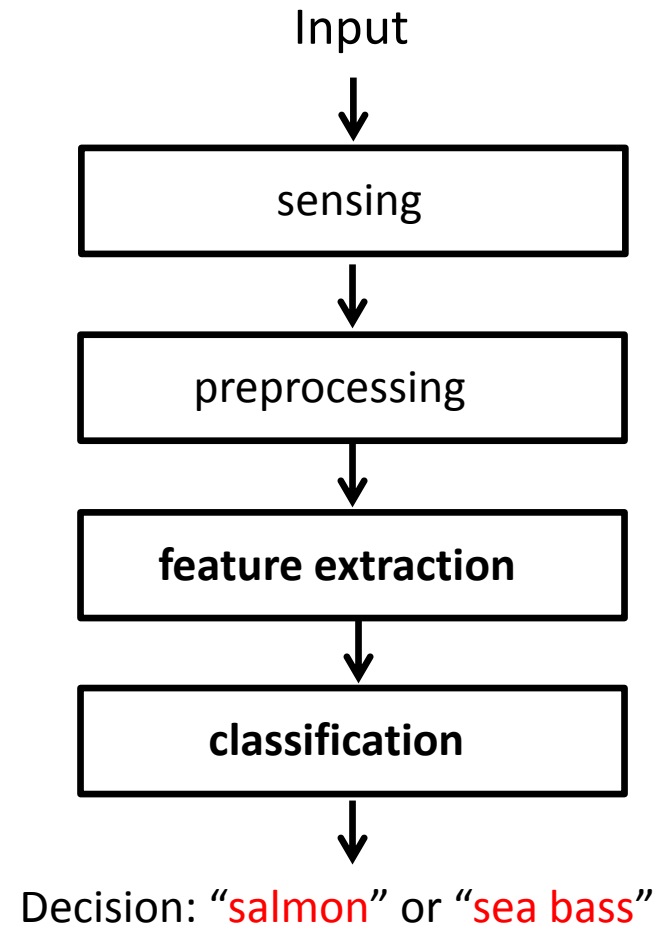 Input
sensing
preprocessing
feature extraction
classification
Decision: “salmon” or “sea bass”